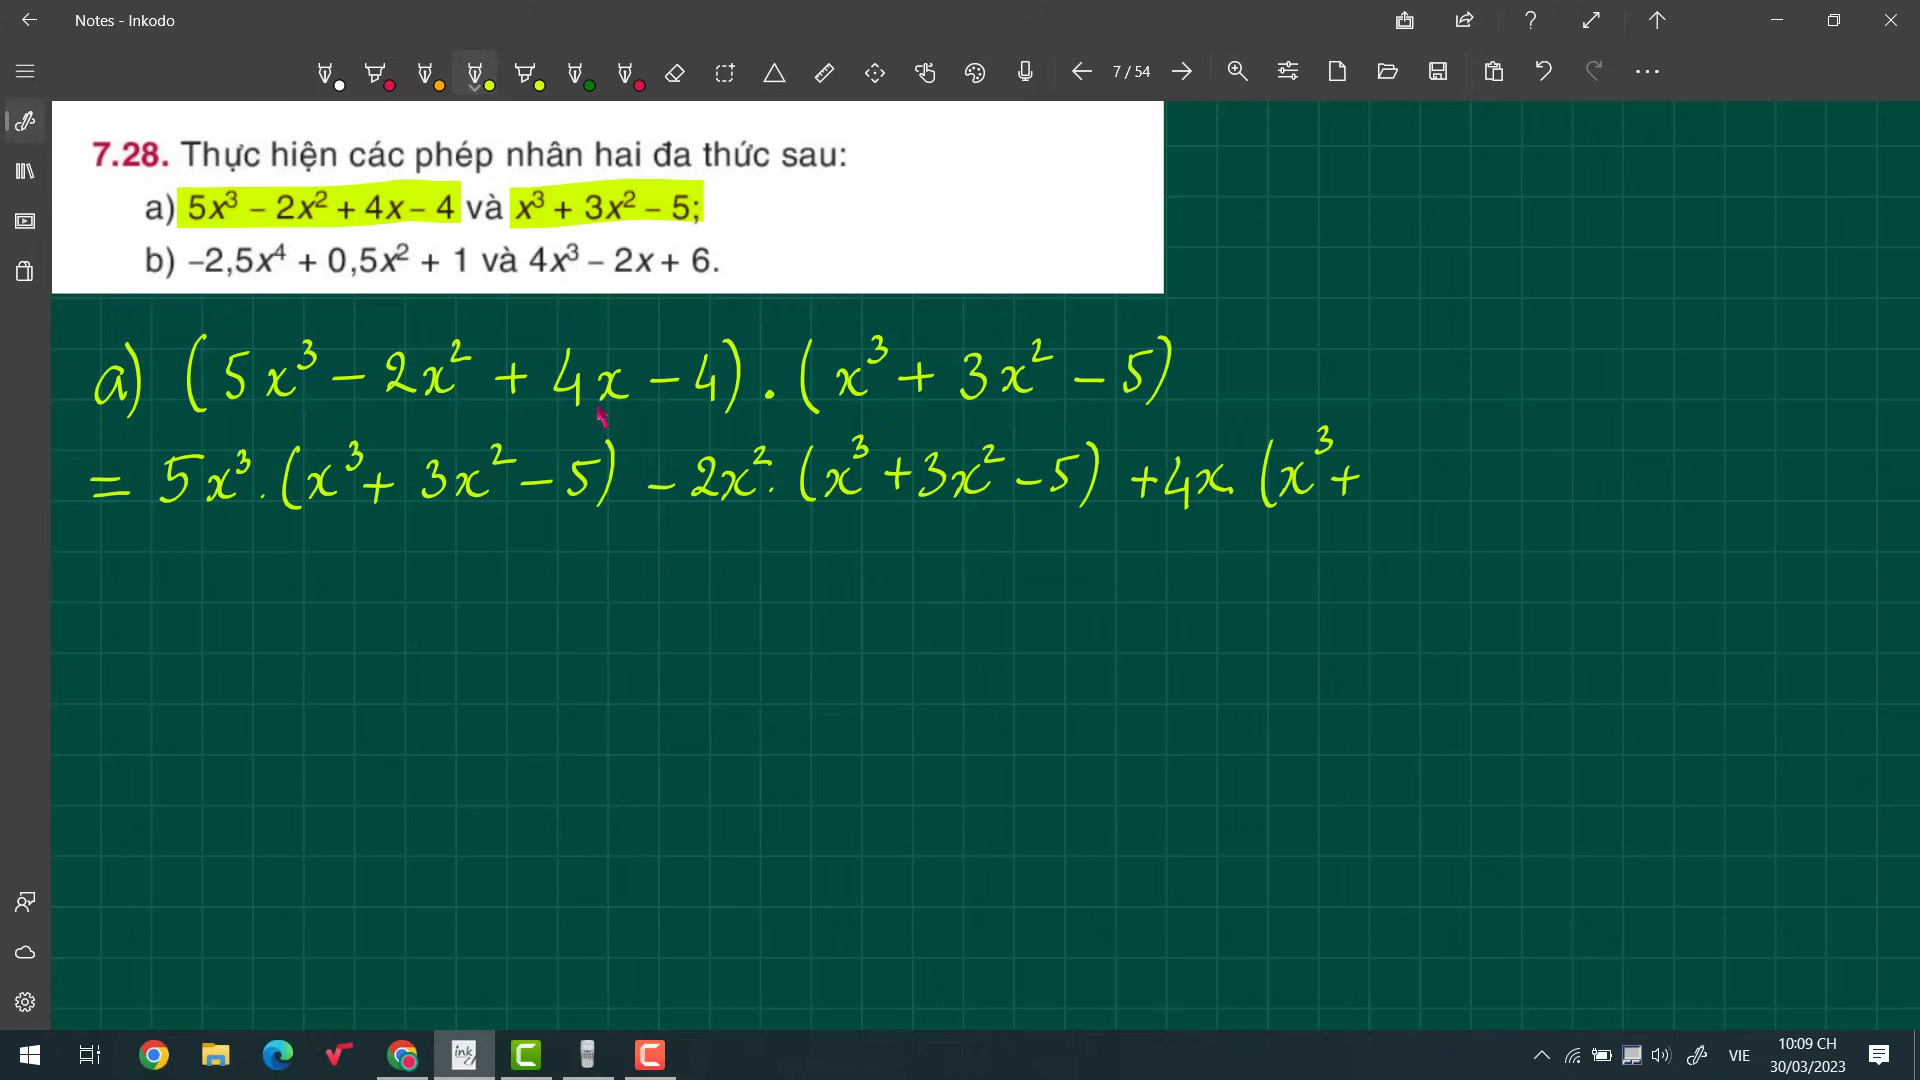 Notes - Inkodo
7 / 54
7.28. Thực hiện các phép nhân hai đa thức sau:
a) 5x³ – 2x² + 4x – 4 và x³ + 3x² – 5;
b) –2,5x⁴ + 0,5x² + 1 và 4x³ – 2x + 6.
a) (5x³ – 2x² + 4x – 4) . (x³ + 3x² – 5)
= 5x³ . (x³ + 3x² – 5) – 2x² . (x³ + 3x² – 5) + 4x . (x³ +
ink
VIE
10:09 CH
30/03/2023